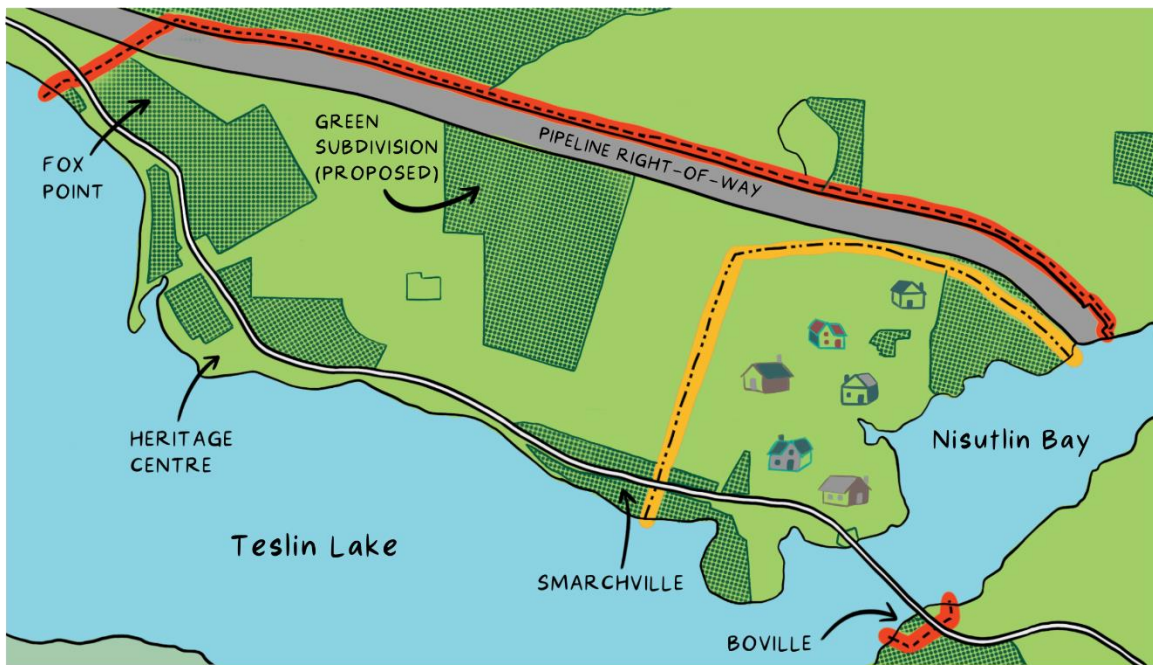 FOX
POINT
GREEN
SUBDIVISION
(PROPOSED)
PIPELINE RIGHT-OF-WAY
HERITAGE
CENTRE
Nisutlin Bay
Teslin Lake
SMARCHVILLE
BOVILLE